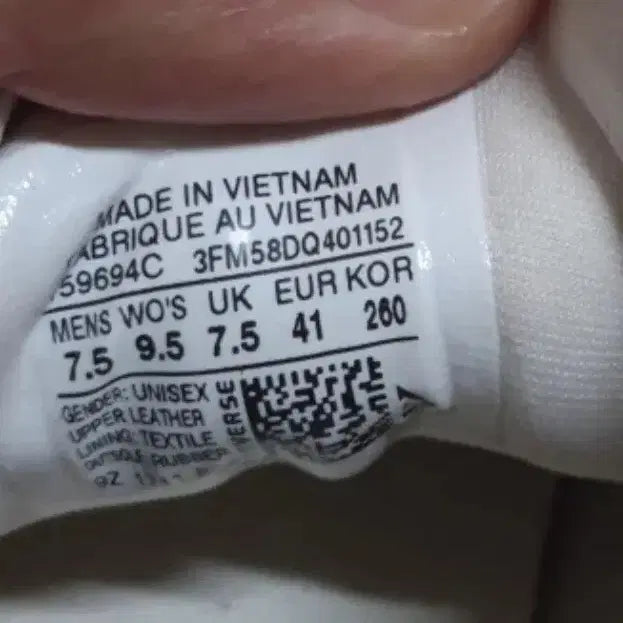 MADE IN VIETNAM
FABRIQUE AU VIETNAM
59694C 3FM58DQ401152
MENS WO'S UK EUR KOR
7.5 9.5 7.5 41 260
GENDER: UNISEX
UPPER LEATHER
LINING: TEXTILE
OUTSOLE RUBBER